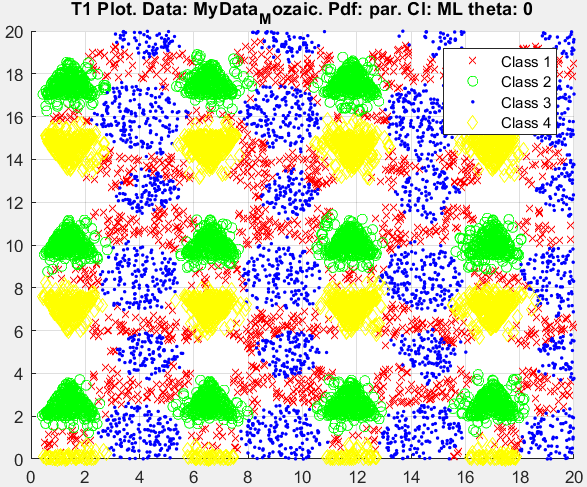 T1 Plot. Data: MyData_Mozaic. Pdf: par. Cl: ML theta: 0
20
18
16
14
12
10
8
6
4
2
0
Class 1
Class 2
Class 3
Class 4
0 2 4 6 8 10 12 14 16 18 20